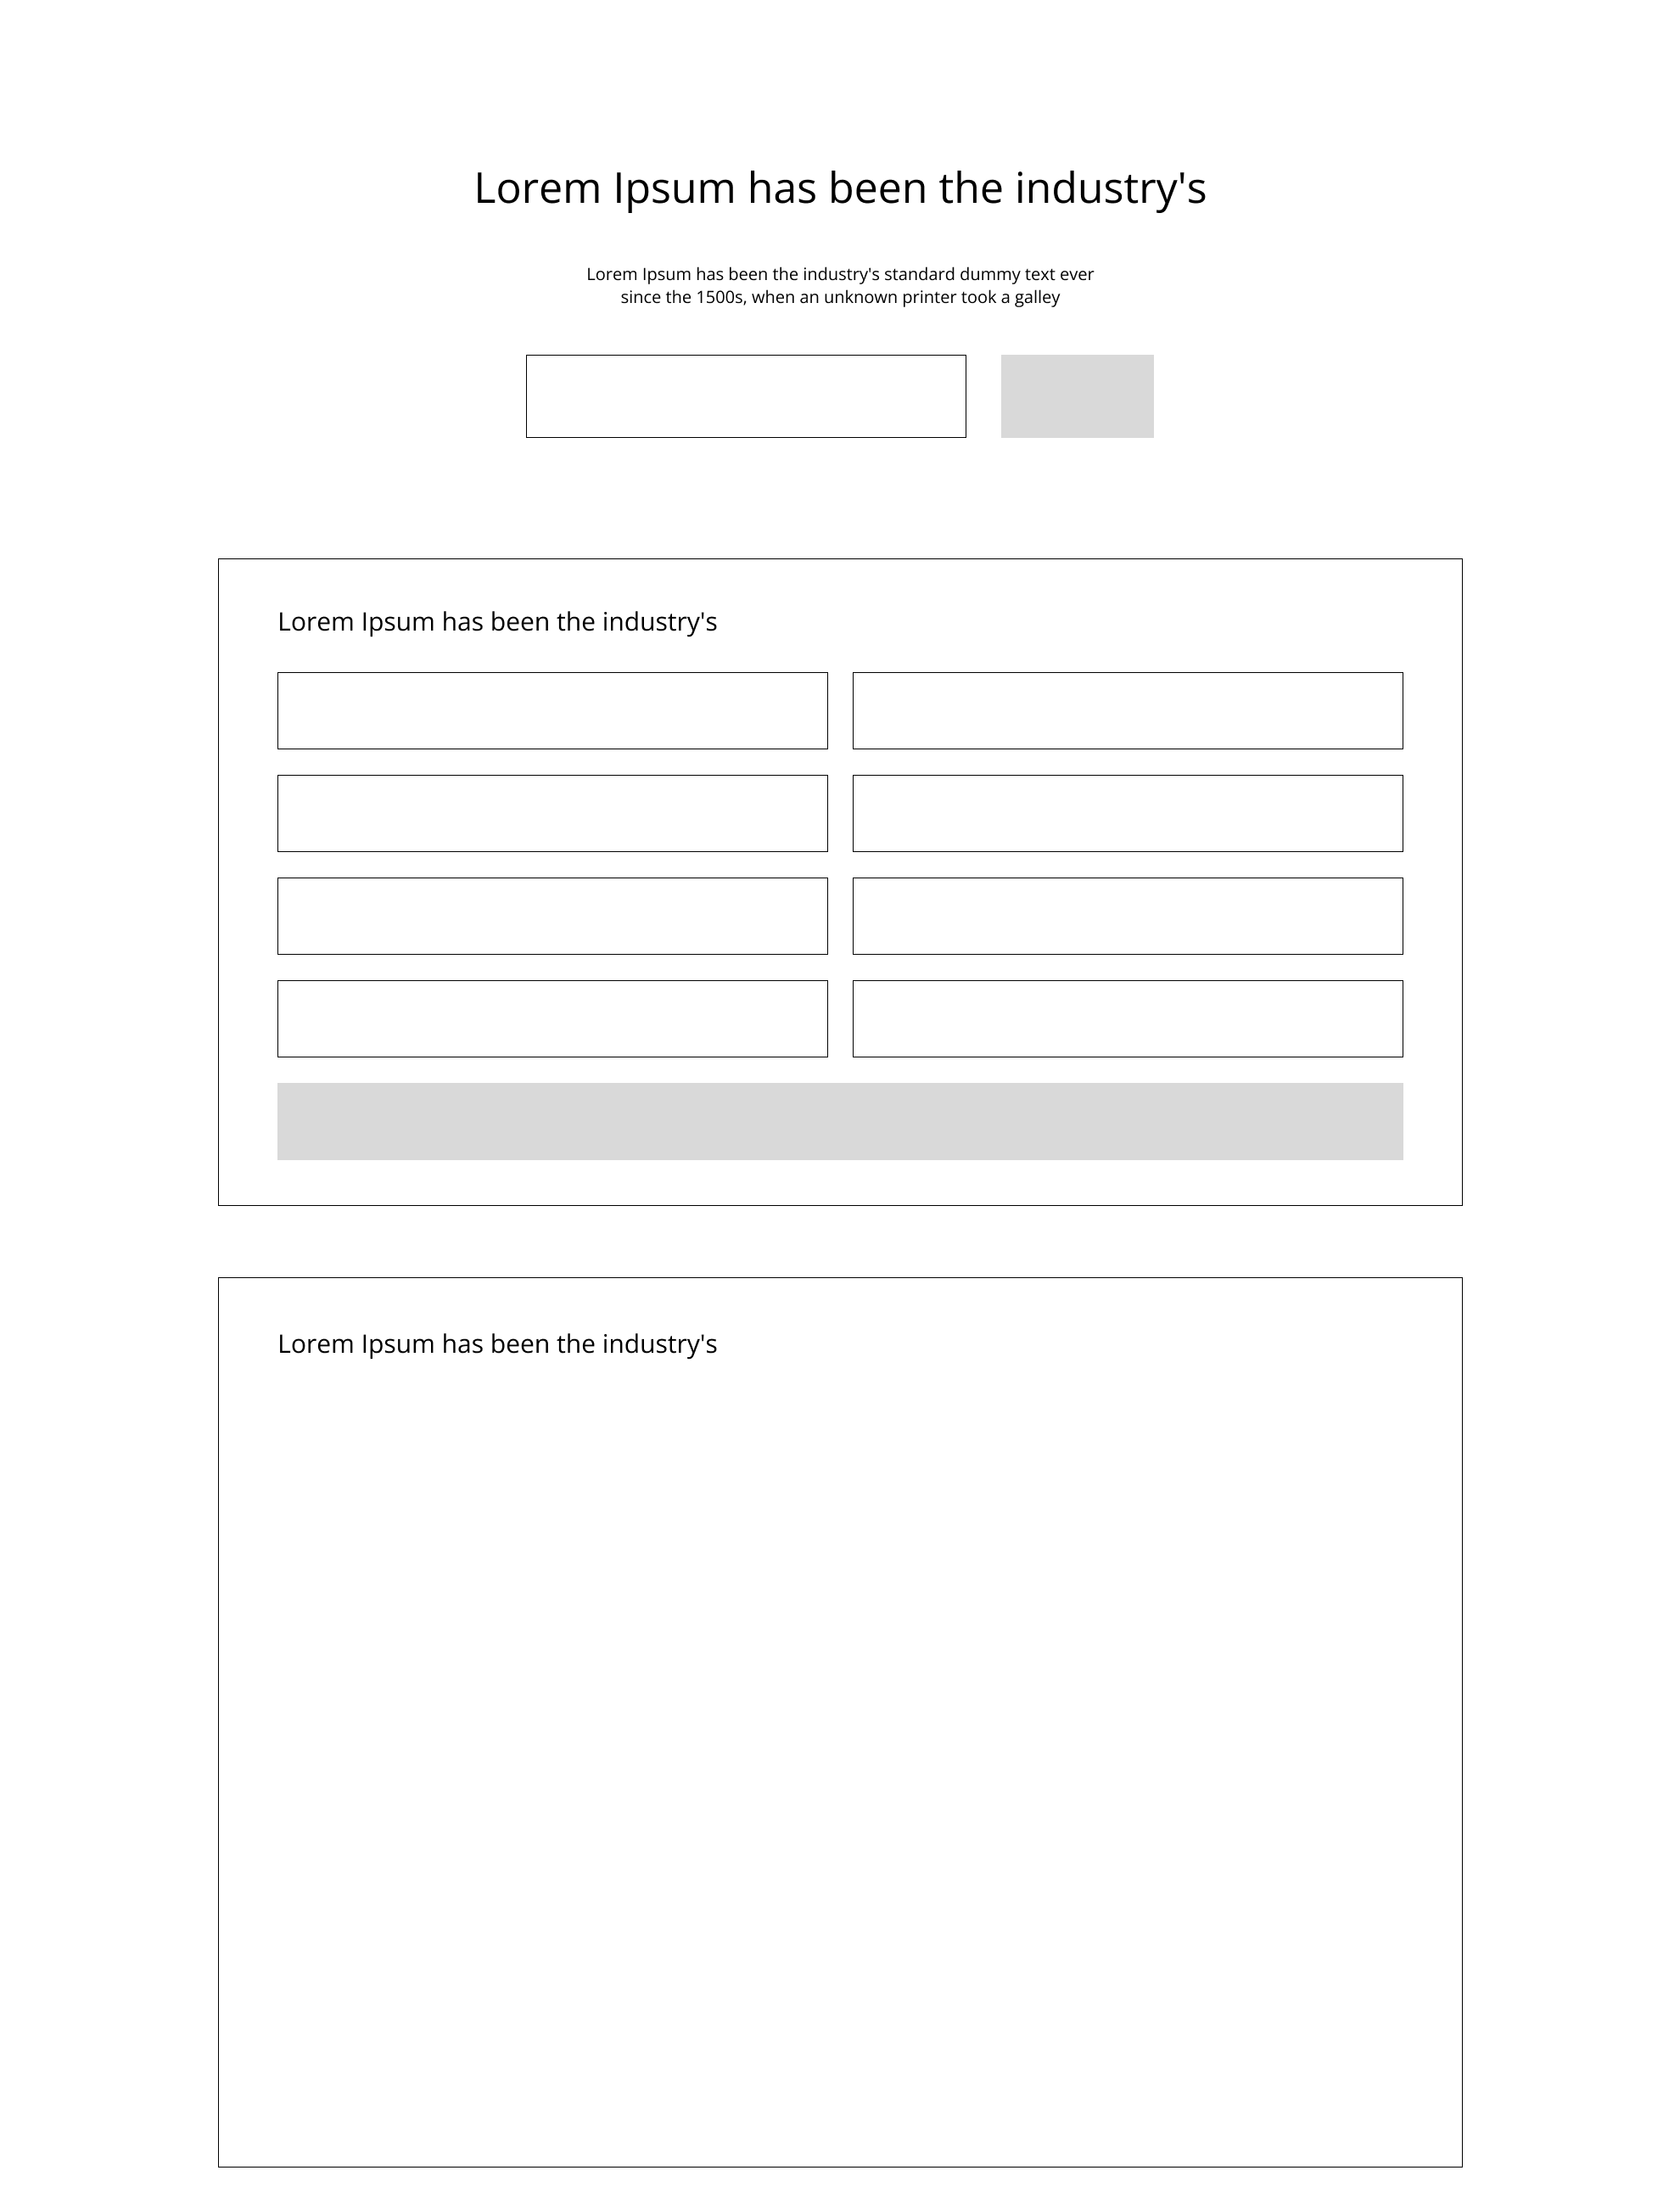 Lorem Ipsum has been the industry's
Lorem Ipsum has been the industry's standard dummy text ever
since the 1500s, when an unknown printer took a galley
Lorem Ipsum has been the industry's
Lorem Ipsum has been the industry's